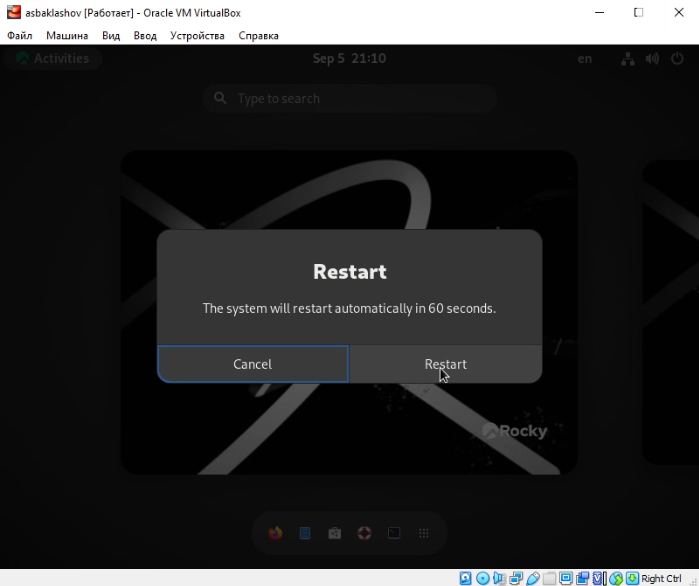 asbaklashov [Работает] - Oracle VM VirtualBox
Файл Машина Вид Ввод Устройства Справка
Activities Sep 5 21:10 en
Type to search
Restart
The system will restart automatically in 60 seconds.
Cancel Restart
Rocky
Right Ctrl